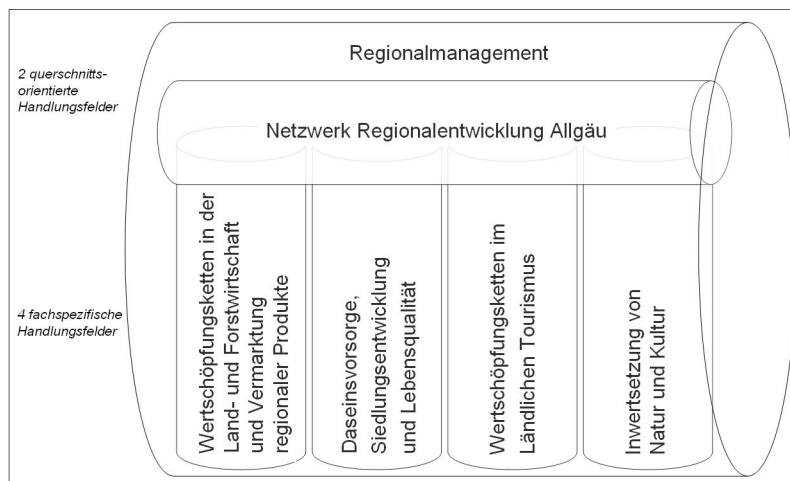 Regionalmanagement
2 querschnitts-
orientierte
Handlungsfelder
Netzwerk Regionalentwicklung Allgäu
4 fachspezifische
Handlungsfelder
Wertschöpfungsketten in der
Land- und Forstwirtschaft
und Vermarktung
regionaler Produkte
Daseinsvorsorge,
Siedlungsentwicklung
und Lebensqualität
Wertschöpfungsketten im
Ländlichen Tourismus
Inwertsetzung von
Natur und Kultur